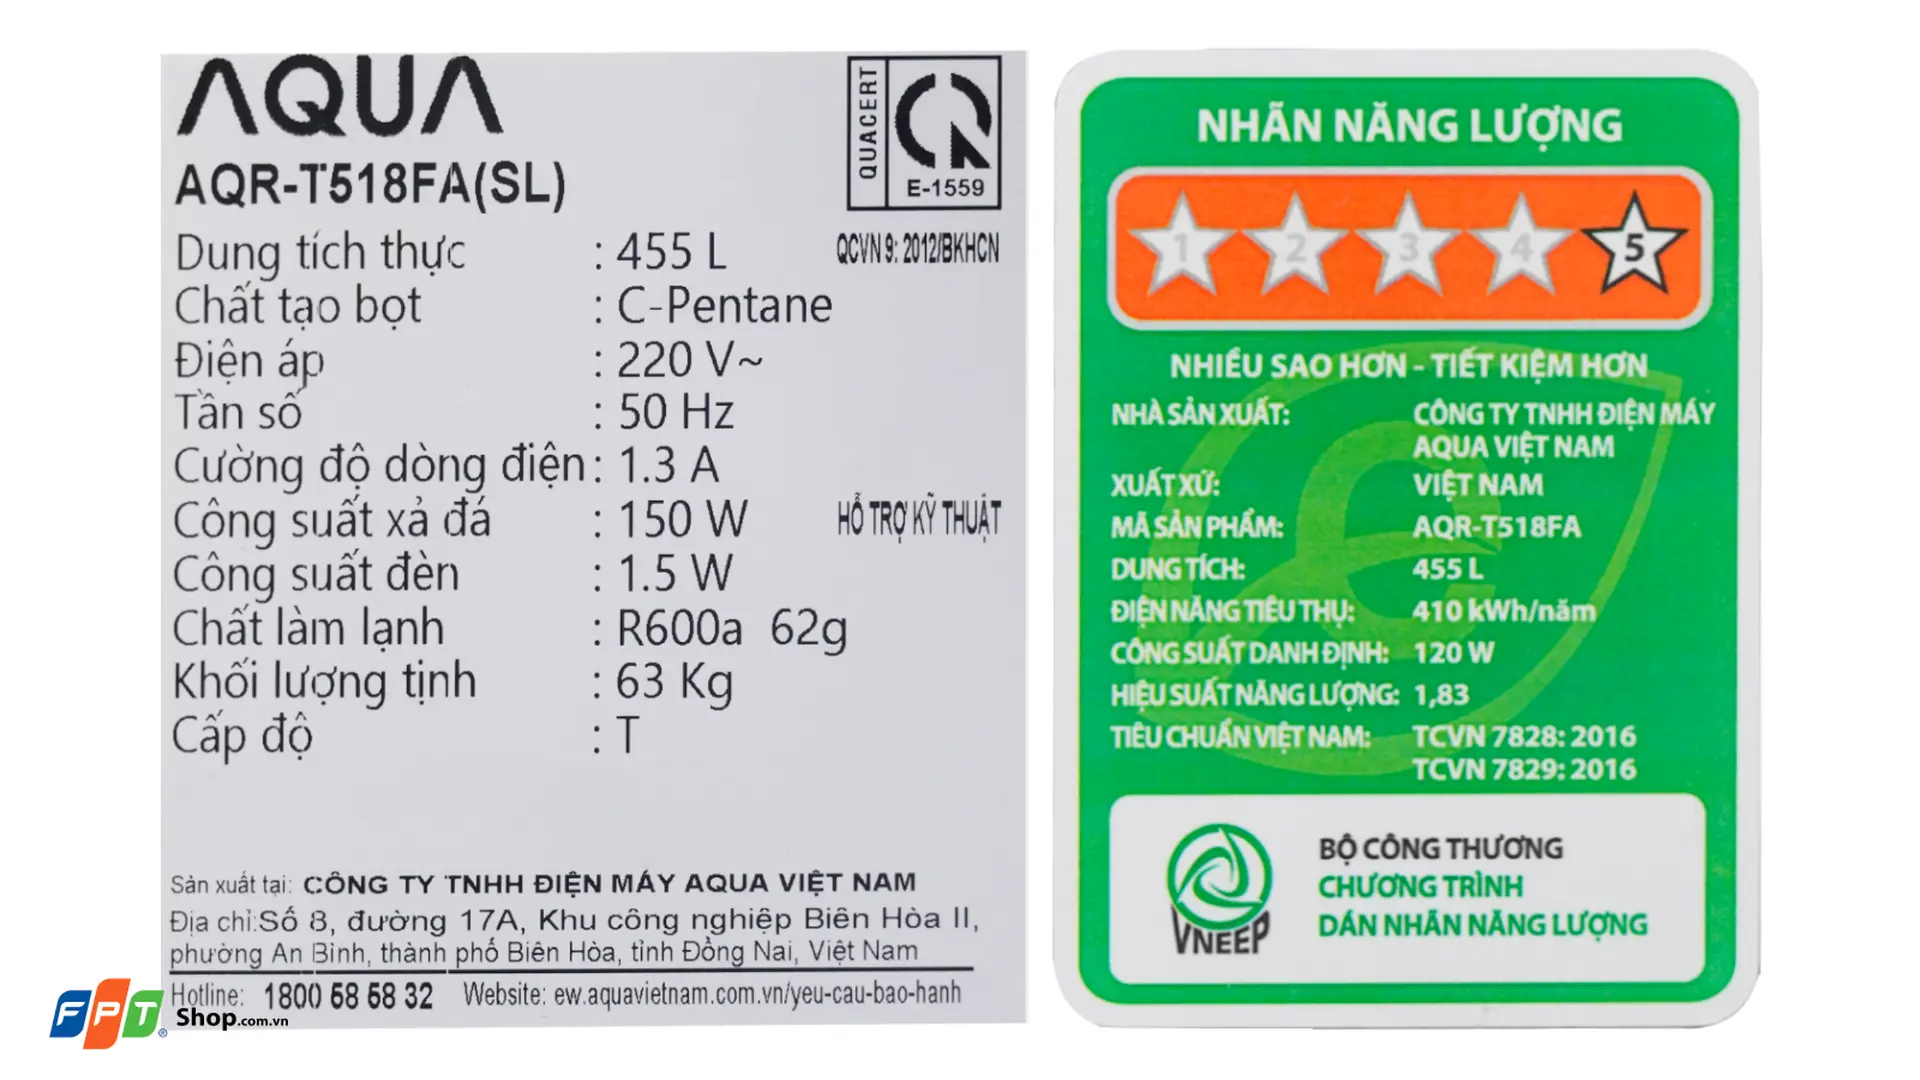 AQUA
AQR-T518FA(SL)
QUACERT
E-1559
QCVN 9: 2012/BKHCN
Dung tích thực : 455 L
Chất tạo bọt : C-Pentane
Điện áp : 220 V~
Tần số : 50 Hz
Cường độ dòng điện : 1.3 A
Công suất xả đá : 150 W
HỖ TRỢ KỸ THUẬT
Công suất đèn : 1.5 W
Chất làm lạnh : R600a 62g
Khối lượng tịnh : 63 Kg
Cấp độ : T
Sản xuất tại: CÔNG TY TNHH ĐIỆN MÁY AQUA VIỆT NAM
Địa chỉ:Số 8, đường 17A, Khu công nghiệp Biên Hòa II,
phường An Bình, thành phố Biên Hòa, tỉnh Đồng Nai, Việt Nam
Hotline: 1800 58 58 32 Website: ew.aquavietnam.com.vn/yeu-cau-bao-hanh
FPT® Shop.com.vn
NHÃN NĂNG LƯỢNG
1 2 3 4 5
NHIỀU SAO HƠN - TIẾT KIỆM HƠN
NHÀ SẢN XUẤT: CÔNG TY TNHH ĐIỆN MÁY
AQUA VIỆT NAM
XUẤT XỨ: VIỆT NAM
MÃ SẢN PHẨM: AQR-T518FA
DUNG TÍCH: 455 L
ĐIỆN NĂNG TIÊU THỤ: 410 kWh/năm
CÔNG SUẤT DANH ĐỊNH: 120 W
HIỆU SUẤT NĂNG LƯỢNG: 1,83
TIÊU CHUẨN VIỆT NAM: TCVN 7828: 2016
TCVN 7829: 2016
VNEEP
BỘ CÔNG THƯƠNG
CHƯƠNG TRÌNH
DÁN NHÃN NĂNG LƯỢNG